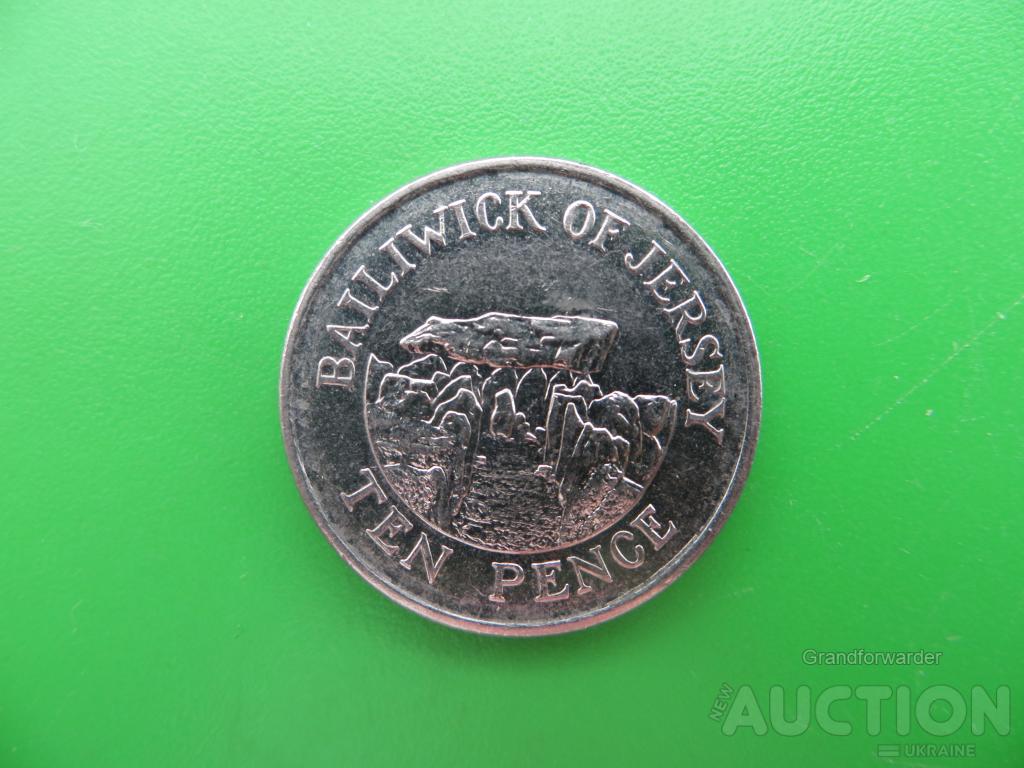 BAILIWICK OF JERSEY
TEN PENCE
Grandforwarder
NEW AUCTION
UKRAINE